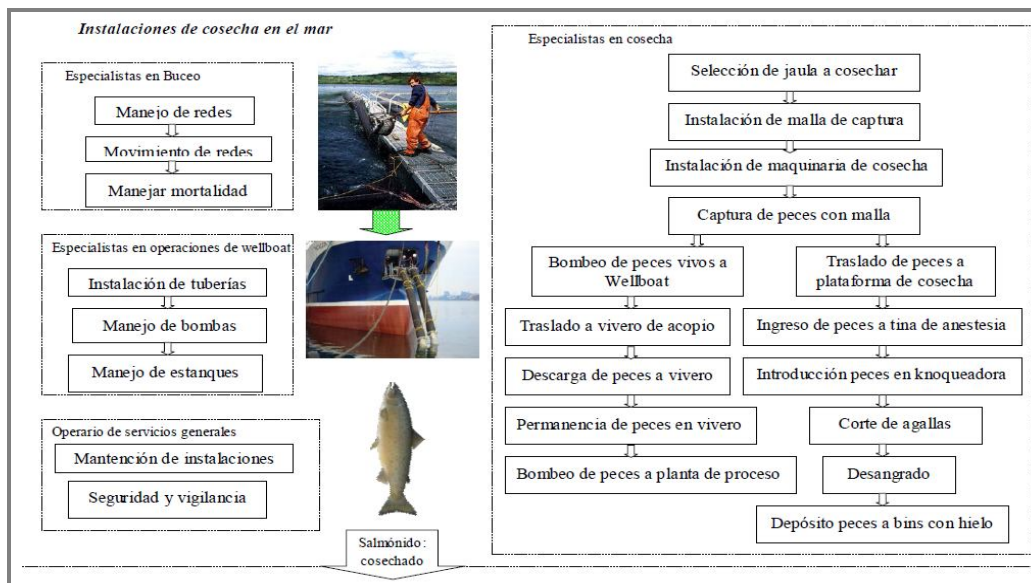 Instalaciones de cosecha en el mar
Especialistas en Buceo
Manejo de redes
Movimiento de redes
Manejar mortalidad
Especialistas en operaciones de wellboat
Instalación de tuberías
Manejo de bombas
Manejo de estanques
Operario de servicios generales
Mantención de instalaciones
Seguridad y vigilancia
Salmónido:
cosechado
Especialistas en cosecha
Selección de jaula a cosechar
Instalación de malla de captura
Instalación de maquinaria de cosecha
Captura de peces con malla
Bombeo de peces vivos a
Wellboat
Traslado a vivero de acopio
Descarga de peces a vivero
Permanencia de peces en vivero
Bombeo de peces a planta de proceso
Traslado de peces a
plataforma de cosecha
Ingreso de peces a tina de anestesia
Introducción peces en knoqueadora
Corte de agallas
Desangrado
Depósito peces a bins con hielo